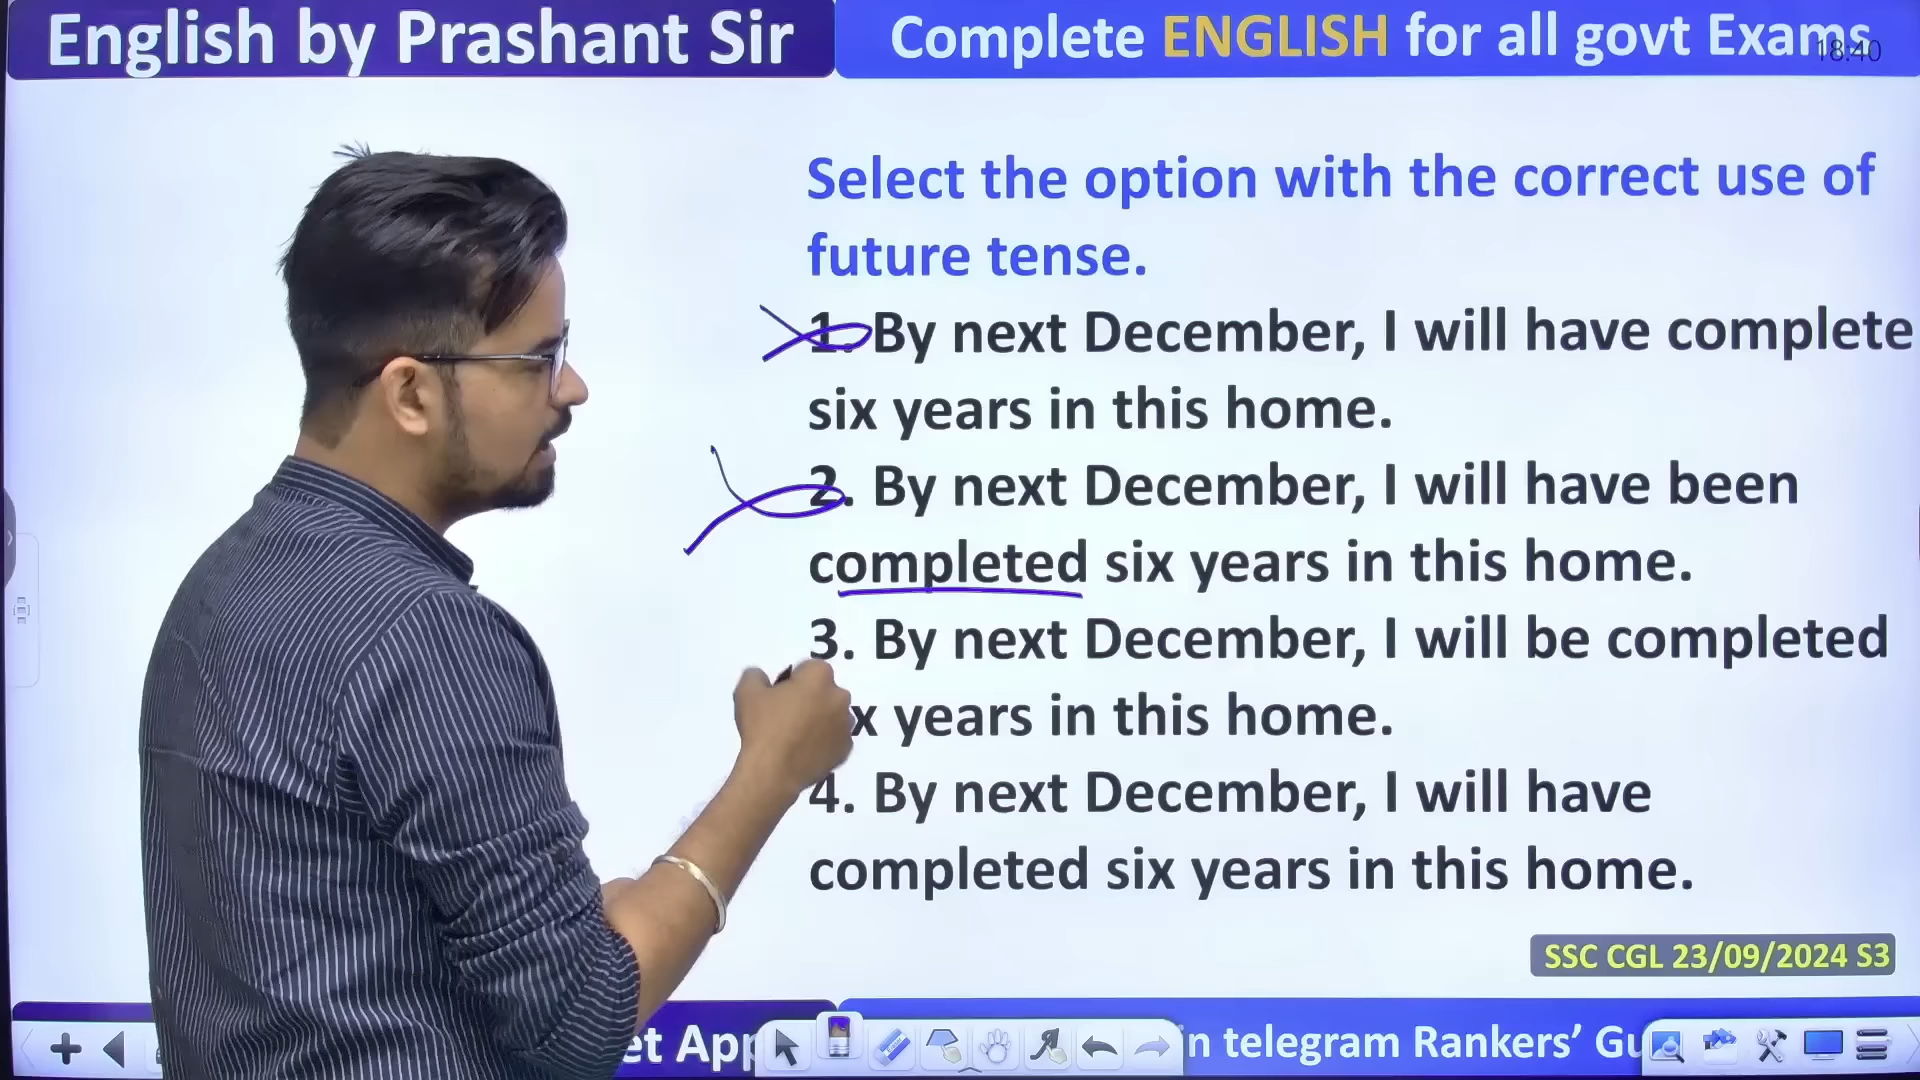 English by Prashant Sir
Complete ENGLISH for all govt Exams
18:40
Select the option with the correct use of
future tense.
1. By next December, I will have complete
six years in this home.
2. By next December, I will have been
completed six years in this home.
3. By next December, I will be completed
x years in this home.
4. By next December, I will have
completed six years in this home.
SSC CGL 23/09/2024 S3
et App
in telegram Rankers’ Gu